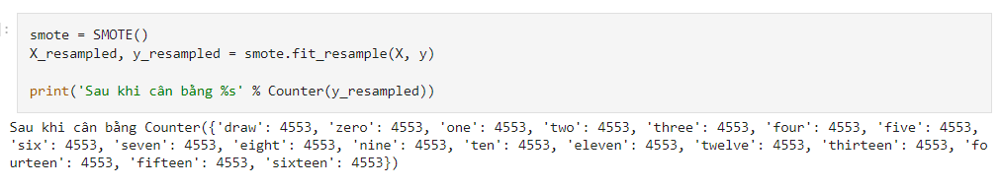 ]:
smote = SMOTE()
X_resampled, y_resampled = smote.fit_resample(X, y)
print('Sau khi cân bằng %s' % Counter(y_resampled))
Sau khi cân bằng Counter({'draw': 4553, 'zero': 4553, 'one': 4553, 'two': 4553, 'three': 4553, 'four': 4553, 'five': 4553,
'six': 4553, 'seven': 4553, 'eight': 4553, 'nine': 4553, 'ten': 4553, 'eleven': 4553, 'twelve': 4553, 'thirteen': 4553, 'fo
urteen': 4553, 'fifteen': 4553, 'sixteen': 4553})